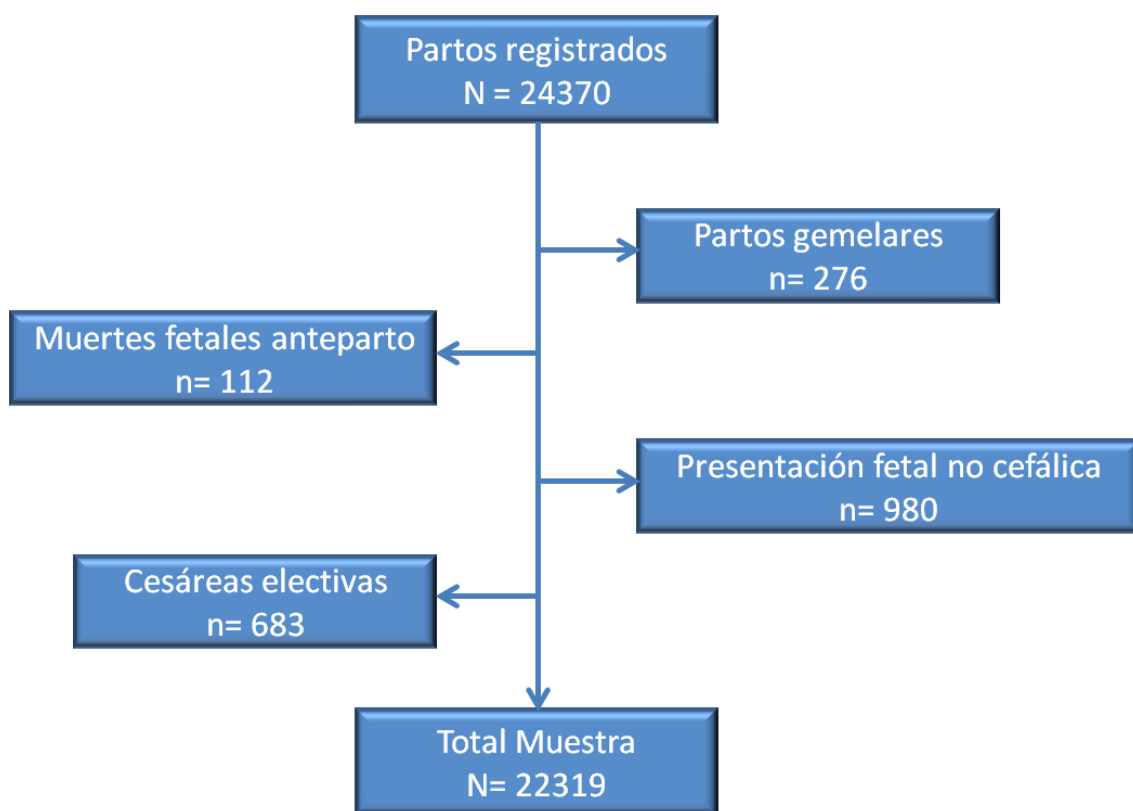 Partos registrados
N = 24370
Partos gemelares
n= 276
Muertes fetales anteparto
n= 112
Presentación fetal no cefálica
n= 980
Cesáreas electivas
n= 683
Total Muestra
N= 22319